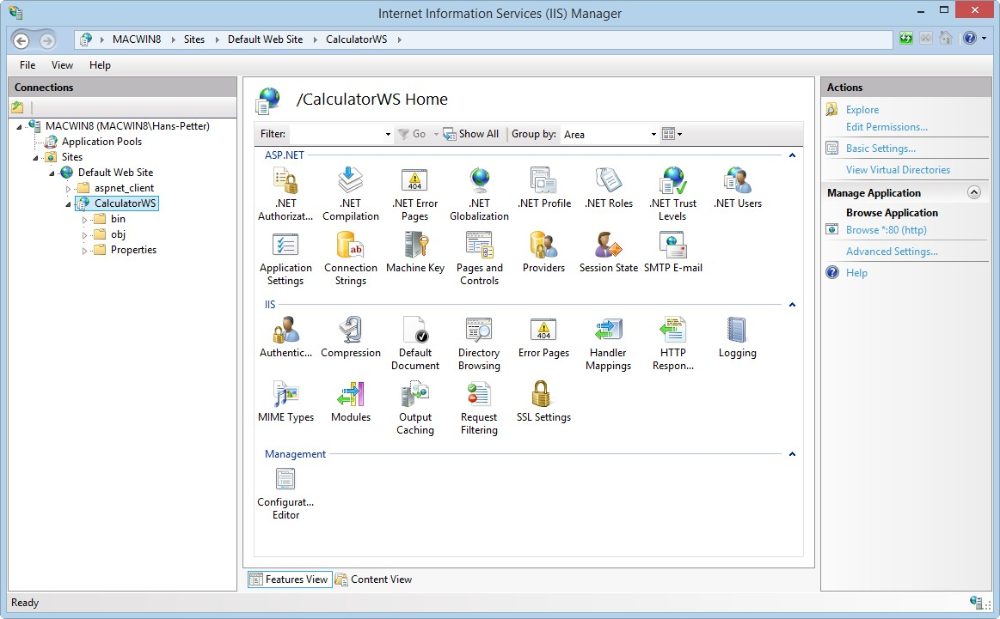 Internet Information Services (IIS) Manager
MACWIN8
Sites
Default Web Site
CalculatorWS
File
View
Help
Connections
MACWIN8 (MACWIN8\Hans-Petter)
Application Pools
Sites
Default Web Site
aspnet_client
CalculatorWS
bin
obj
Properties
/CalculatorWS Home
Filter:
Go
Show All
Group by:
Area
ASP.NET
.NET
Authorizat...
.NET
Compilation
.NET Error
Pages
.NET
Globalization
.NET Profile
.NET Roles
.NET Trust
Levels
.NET Users
Application
Settings
Connection
Strings
Machine Key
Pages and
Controls
Providers
Session State
SMTP E-mail
IIS
Authentic...
Compression
Default
Document
Directory
Browsing
Error Pages
Handler
Mappings
HTTP
Respon...
Logging
MIME Types
Modules
Output
Caching
Request
Filtering
SSL Settings
Management
Configurat...
Editor
Features View
Content View
Actions
Explore
Edit Permissions...
Basic Settings...
View Virtual Directories
Manage Application
Browse Application
Browse *:80 (http)
Advanced Settings...
Help
Ready